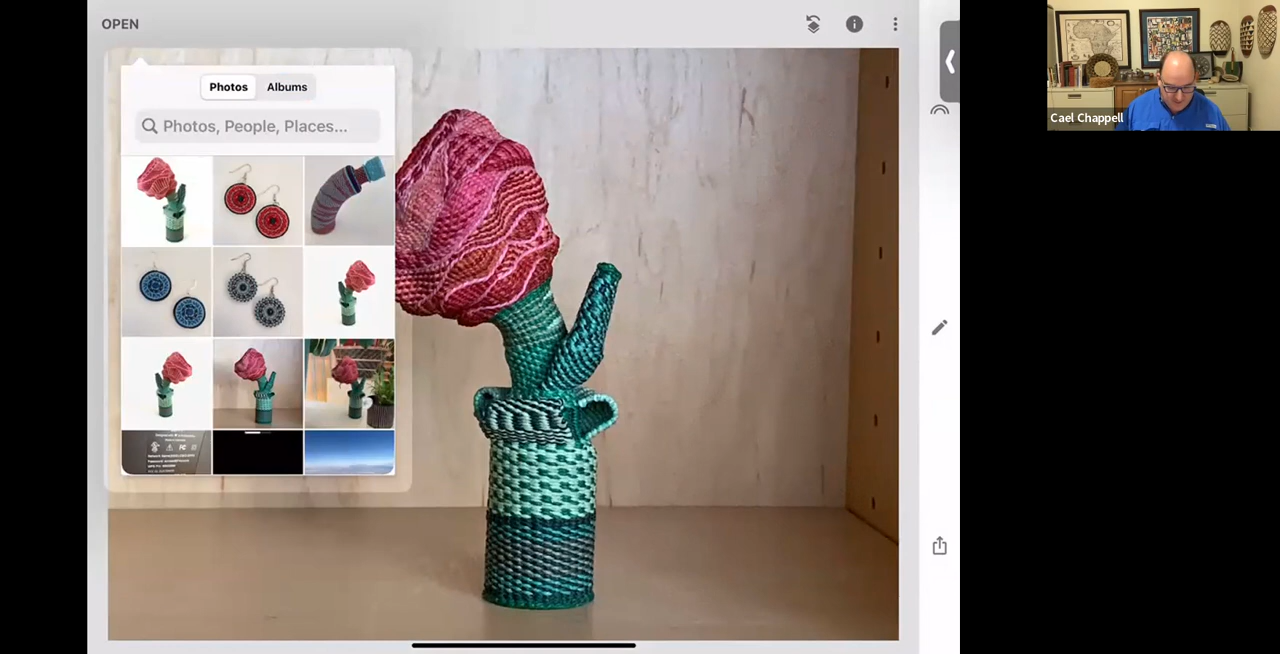 OPEN
Photos
Albums
Photos, People, Places...
Cael Chappell